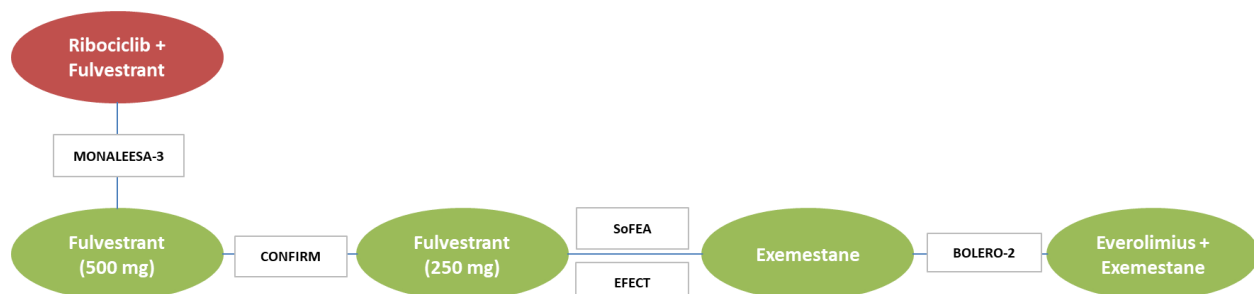 Ribociclib +
Fulvestrant
MONALEESA-3
Fulvestrant
(500 mg)
CONFIRM
Fulvestrant
(250 mg)
SoFEA
EFECT
Exemestane
BOLERO-2
Everolimius +
Exemestane